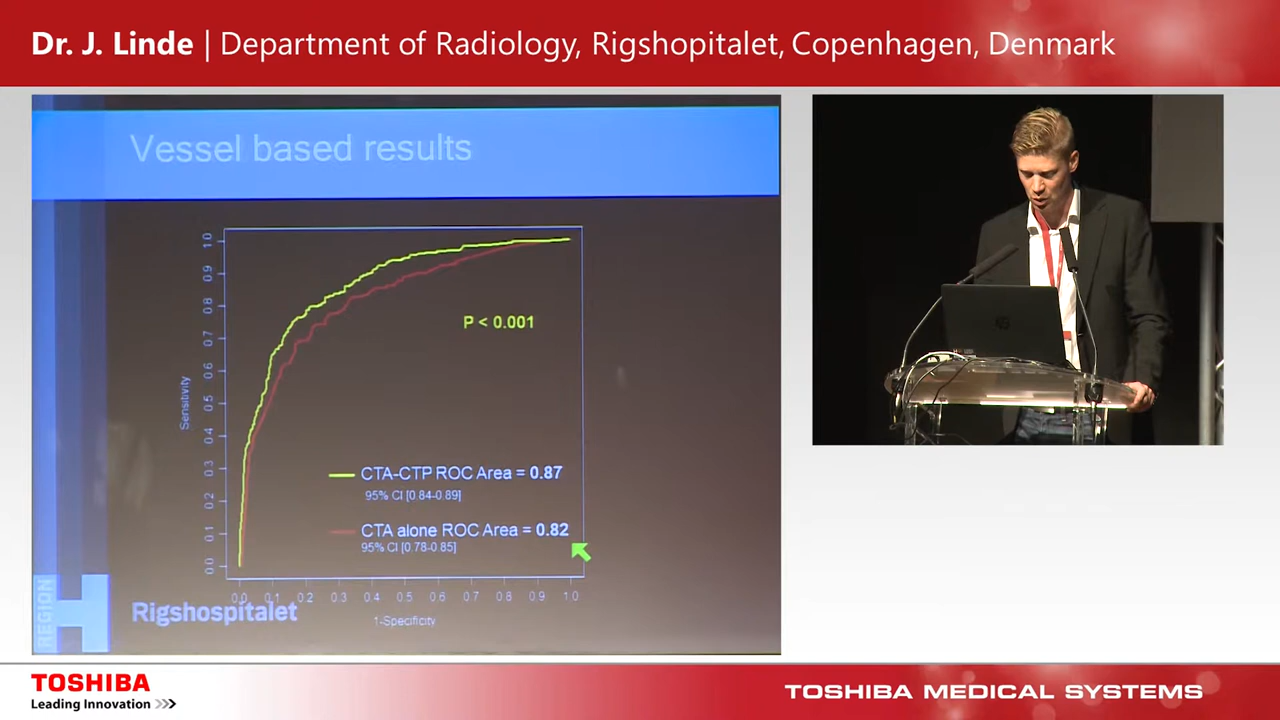 Dr. J. Linde | Department of Radiology, Rigshopitalet, Copenhagen, Denmark
Vessel based results
Sensitivity
1.0
0.9
0.8
0.7
0.6
0.5
0.4
0.3
0.2
0.1
0.0
P < 0.001
CTA-CTP ROC Area = 0.87
95% CI [0.84-0.89]
CTA alone ROC Area = 0.82
95% CI [0.78-0.85]
0.0 0.1 0.2 0.3 0.4 0.5 0.6 0.7 0.8 0.9 1.0
1-Specificity
REGION
Rigshospitalet
TOSHIBA
Leading Innovation >>>
TOSHIBA MEDICAL SYSTEMS